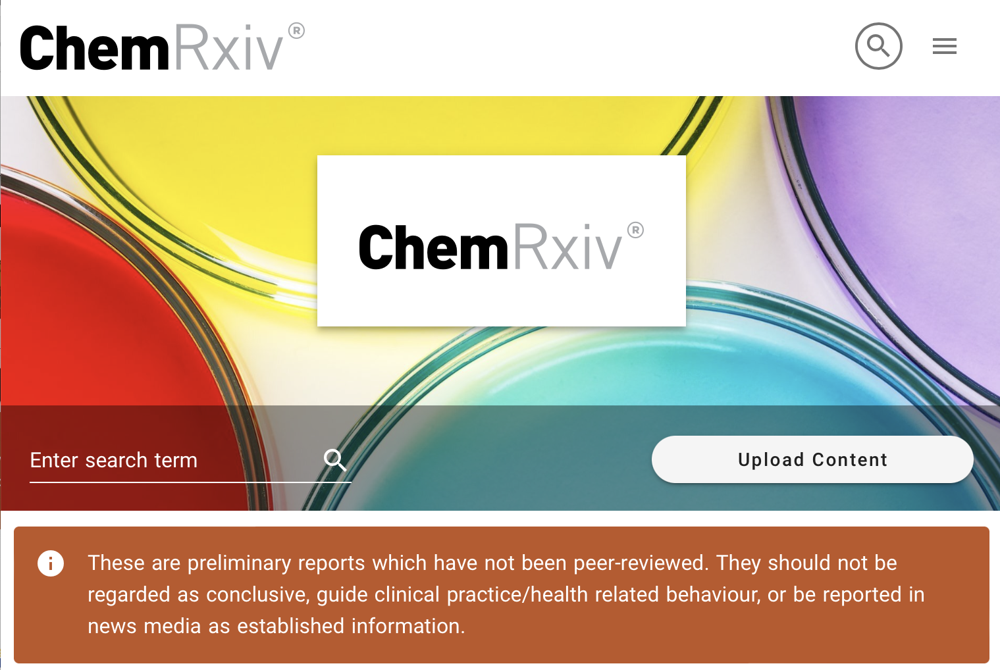 ChemRxiv®
ChemRxiv®
Enter search term
Upload Content
These are preliminary reports which have not been peer-reviewed. They should not be
regarded as conclusive, guide clinical practice/health related behaviour, or be reported in
news media as established information.